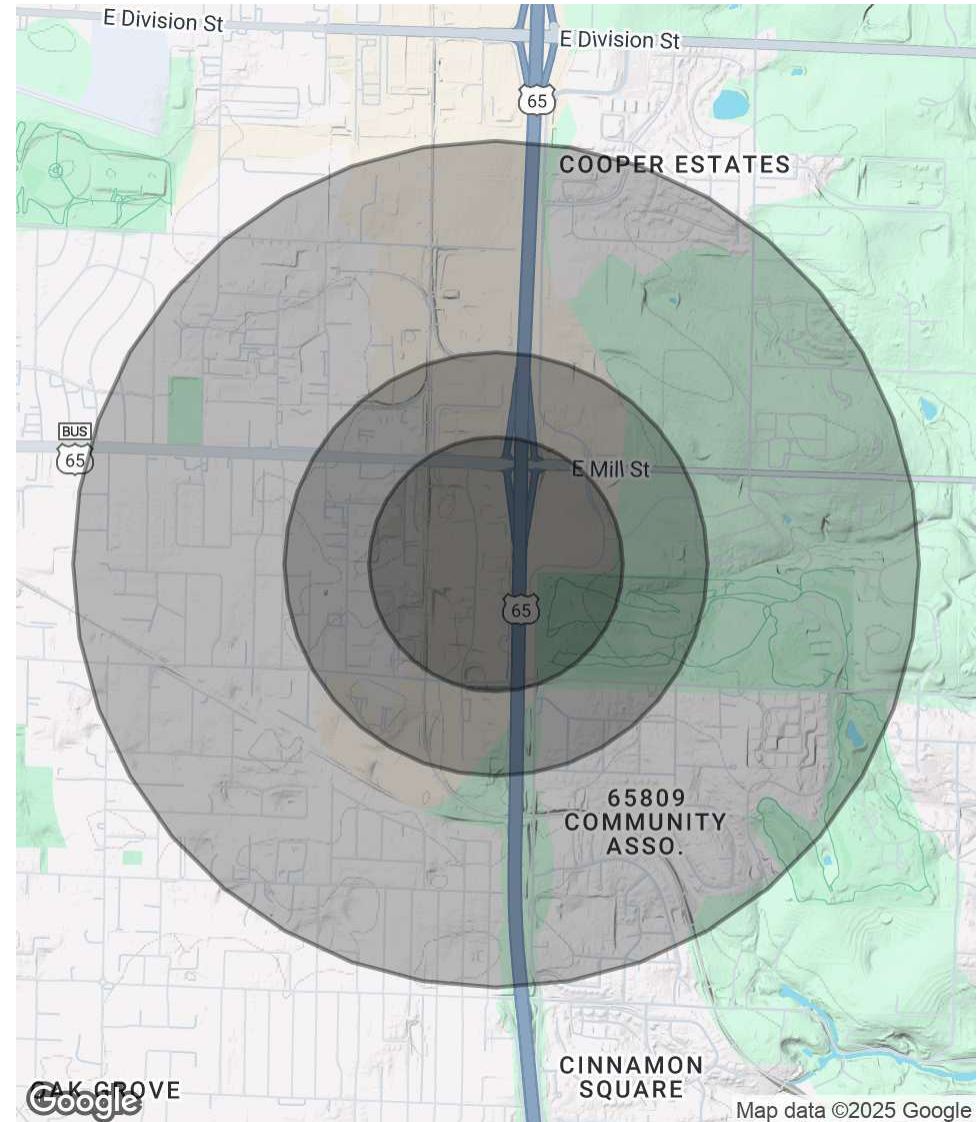 E Division St
E Division St
65
COOPER ESTATES
BUS
65
E Mill St
65
65809
COMMUNITY
ASSO.
CINNAMON
SQUARE
OAK GROVE
Google
Map data ©2025 Google